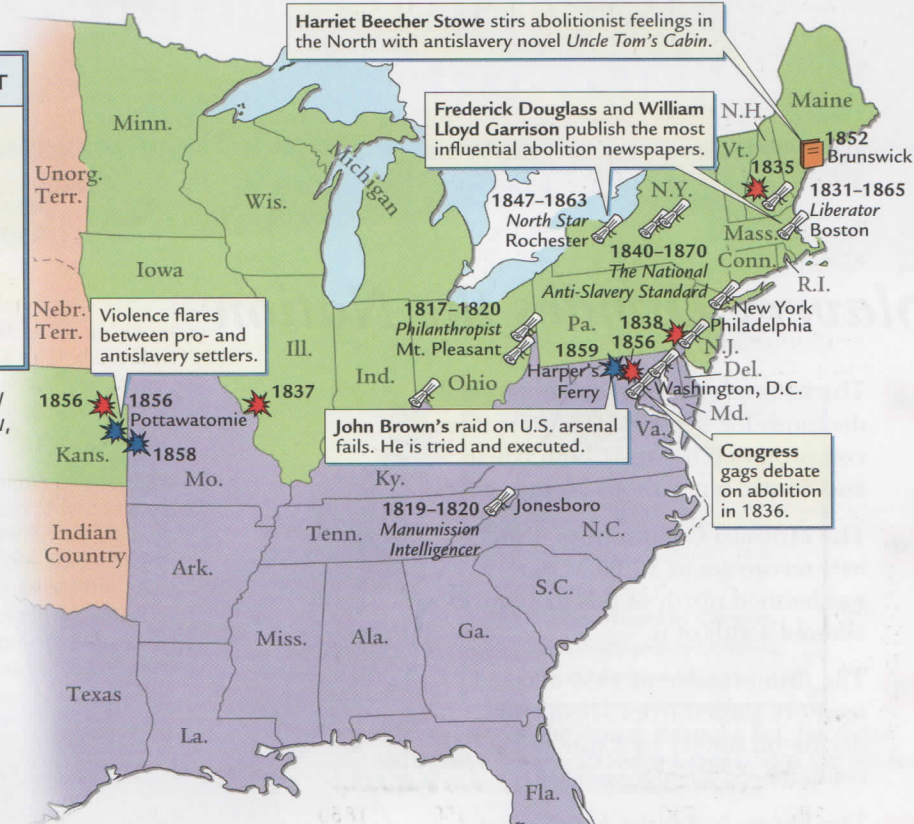 Harriet Beecher Stowe stirs abolitionist feelings in
the North with antislavery novel Uncle Tom's Cabin.
T
Frederick Douglass and William
Lloyd Garrison publish the most
influential abolition newspapers.
N.H.
Maine
Minn.
Vt.
1835
1852
Brunswick
Unorg.
Terr.
Wis.
Michigan
1847–1863
North Star
Rochester
N.Y.
1831–1865
Liberator
Boston
Mass.
Conn.
R.I.
1840–1870
The National
Anti-Slavery Standard
New York
Iowa
Nebr.
Terr.
Violence flares
between pro- and
antislavery settlers.
Ill.
Ind.
Ohio
1817–1820
Philanthropist
Mt. Pleasant
Pa.
1838
Philadelphia
N.J.
1859
1856
Harper's
Ferry
Del.
Washington, D.C.
Md.
Va.
1856
1856
Pottawatomie
1858
1837
Kans.
Mo.
John Brown's raid on U.S. arsenal
fails. He is tried and executed.
Congress
gags debate
on abolition
in 1836.
Ky.
1819–1820
Manumission
Intelligencer
Jonesboro
Tenn.
N.C.
Indian
Country
Ark.
S.C.
Miss.
Ala.
Ga.
Texas
La.
Fla.